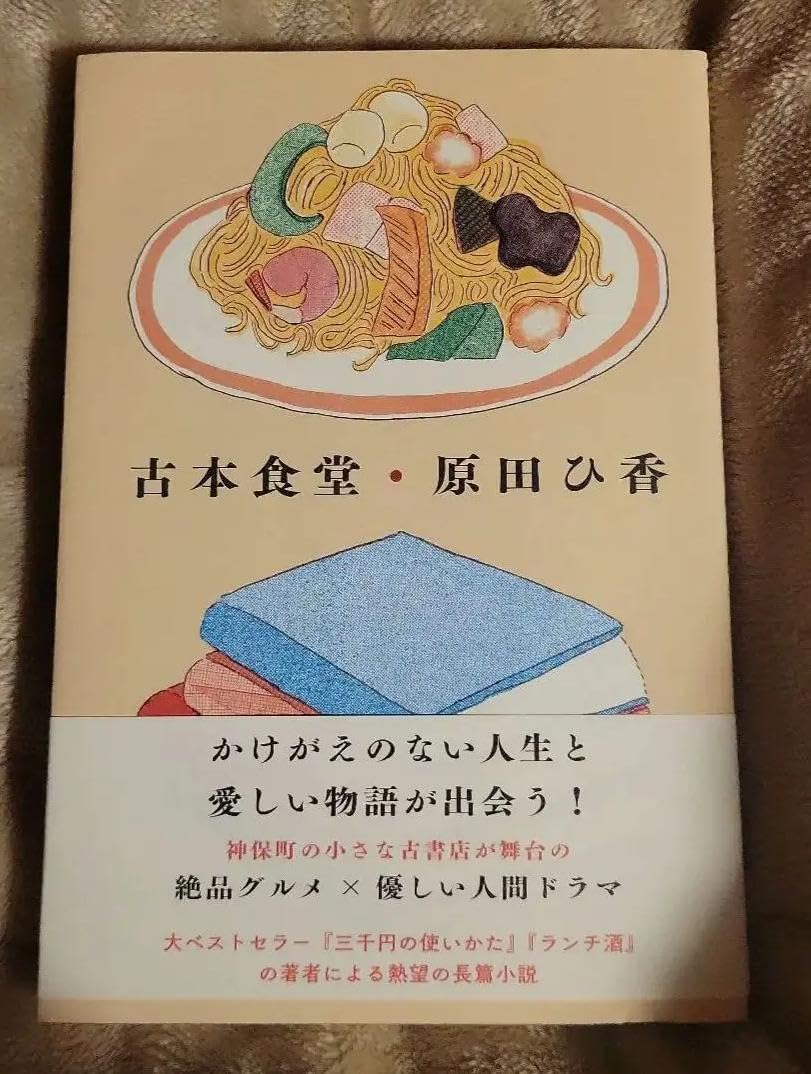 古本食堂・原田ひ香
かけがえのない人生と
愛しい物語が出会う!
神保町の小さな古書店が舞台の
絶品グルメ×優しい人間ドラマ
大ベストセラー『三千円の使いかた』『ランチ酒』
の著者による熱望の長篇小説